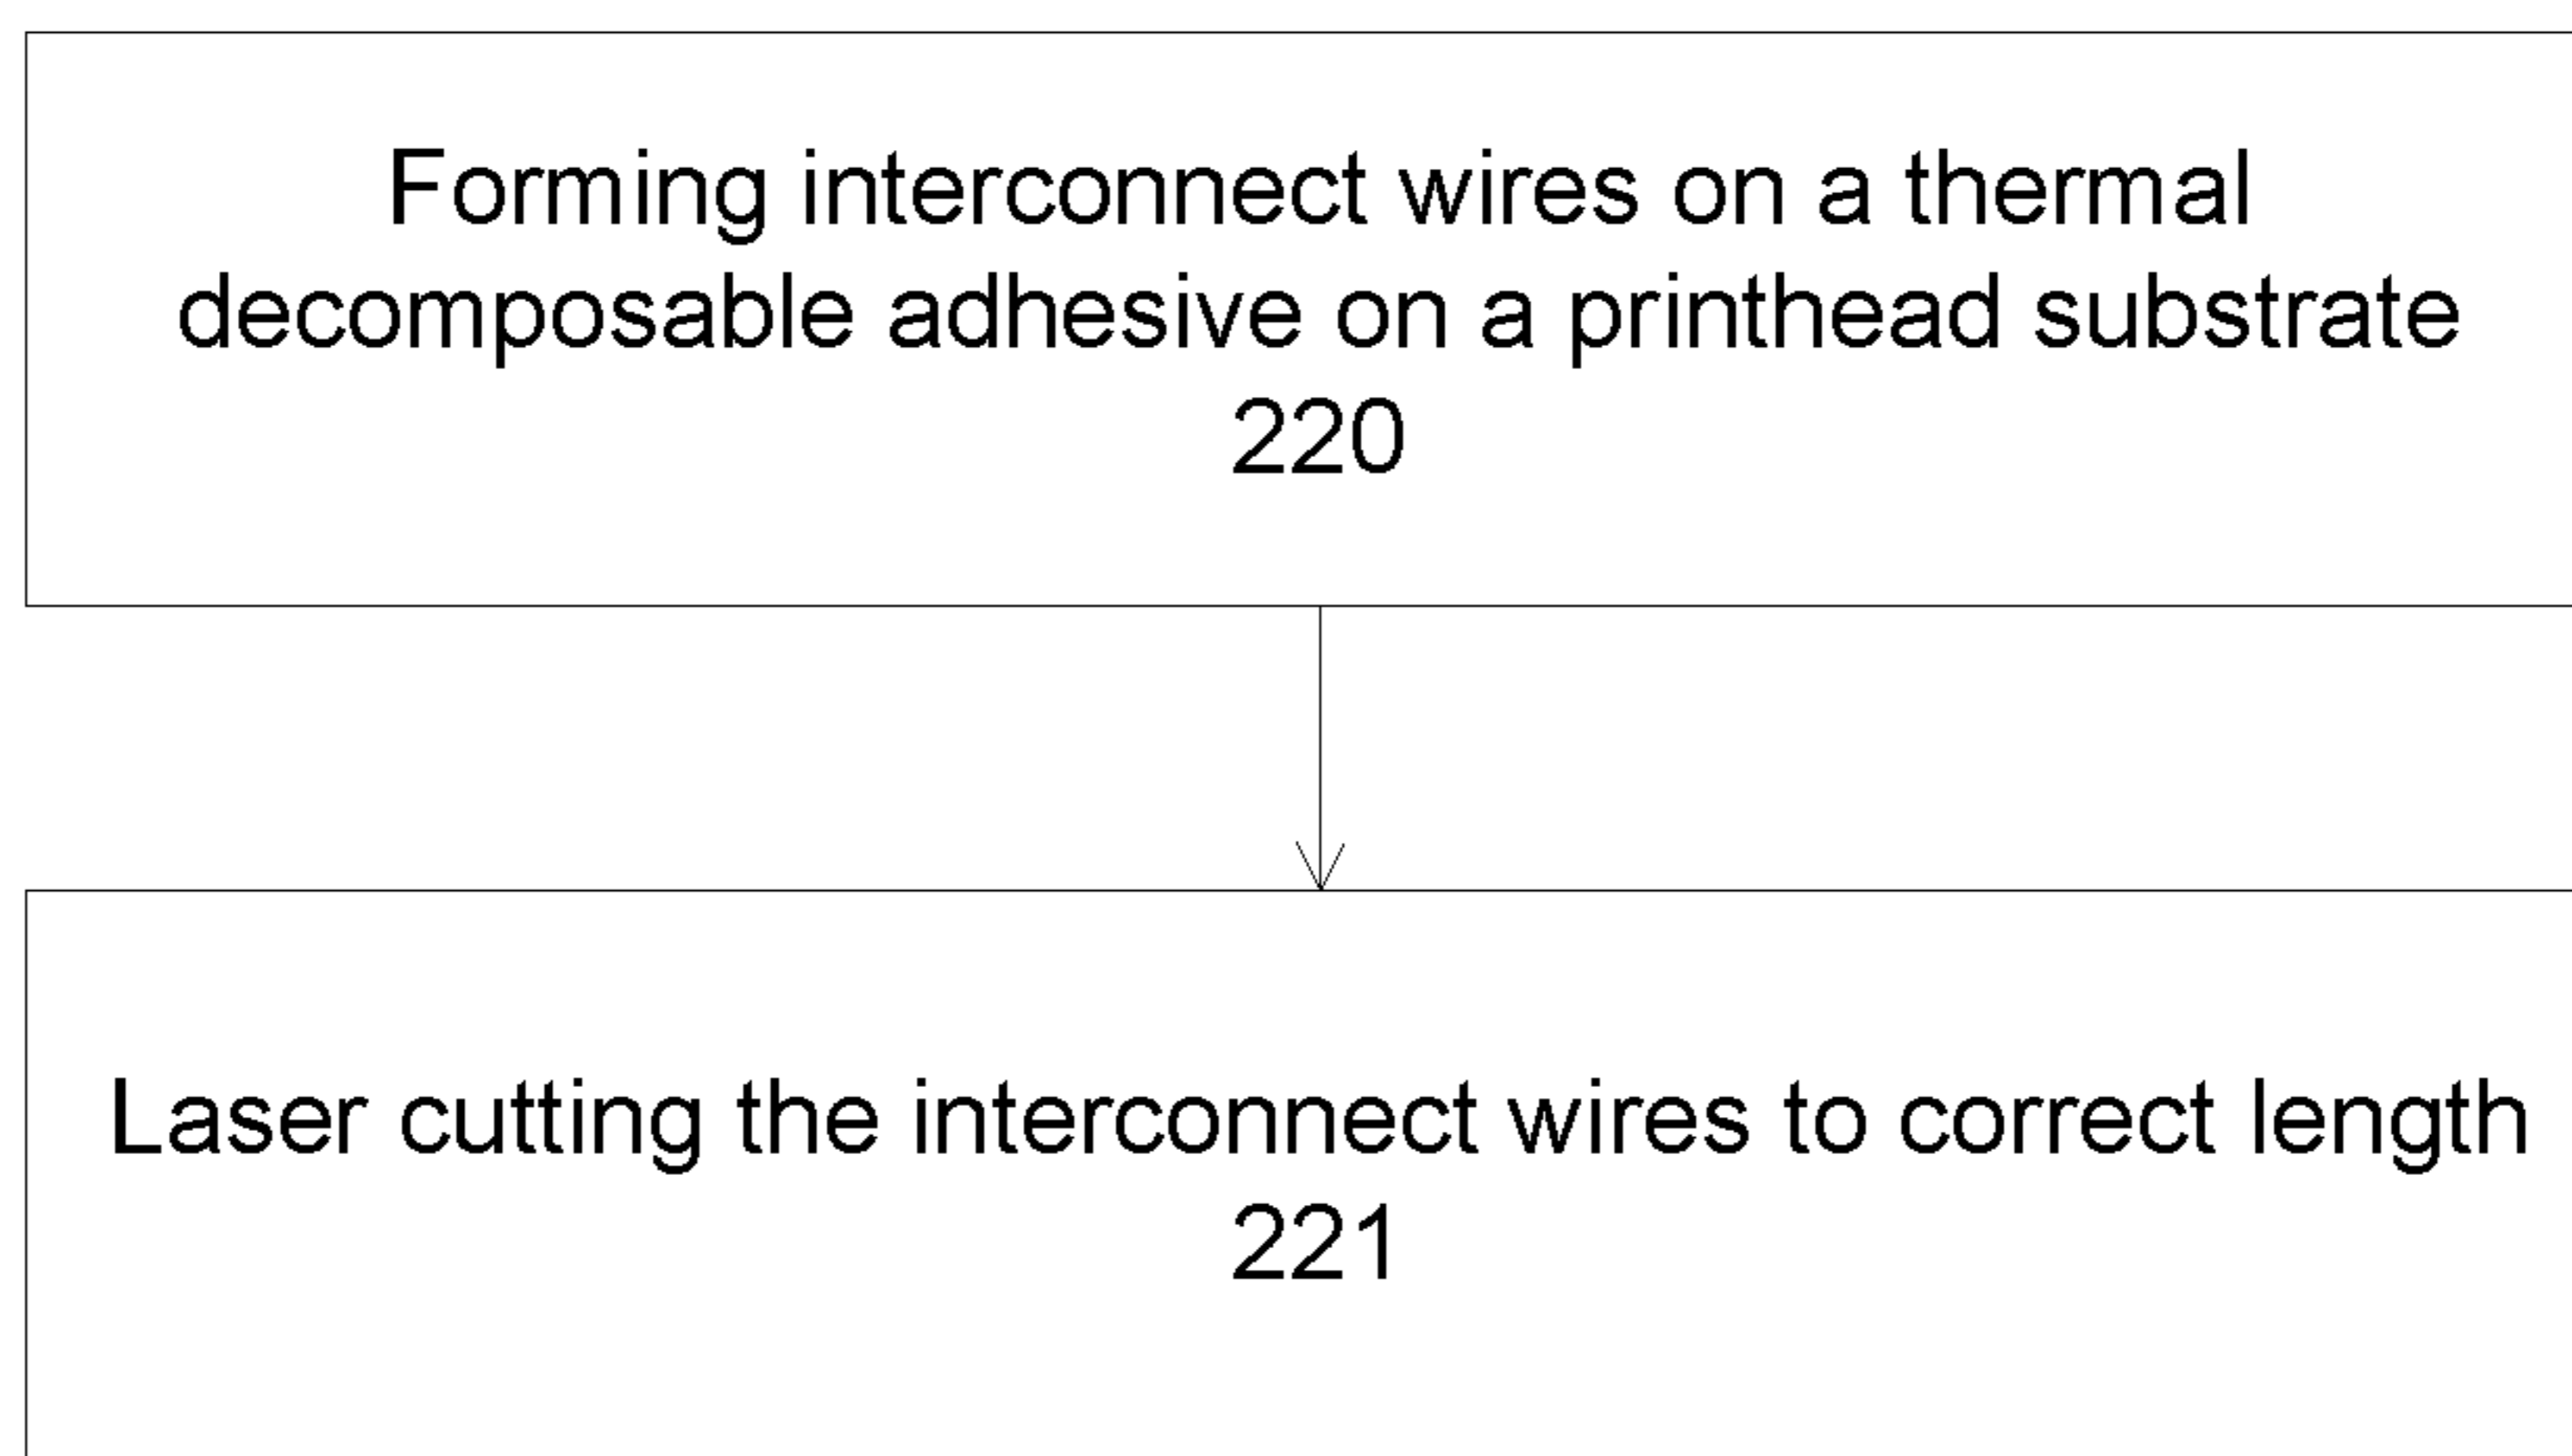 Forming interconnect wires on a thermal
decomposable adhesive on a printhead substrate
220
Laser cutting the interconnect wires to correct length
221